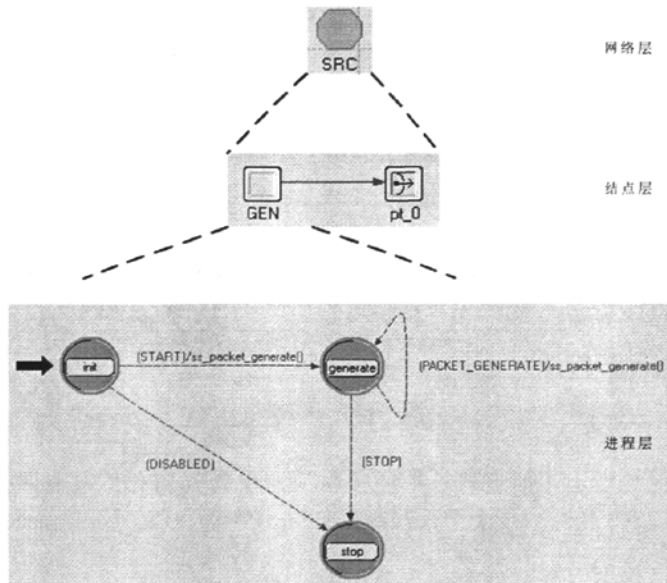 网络层
SRC
GEN
pt_0
结点层
init
(START)/ss_packet_generate()
generate
(PACKET_GENERATE)/ss_packet_generate()
进程层
(DISABLED)
(STOP)
stop